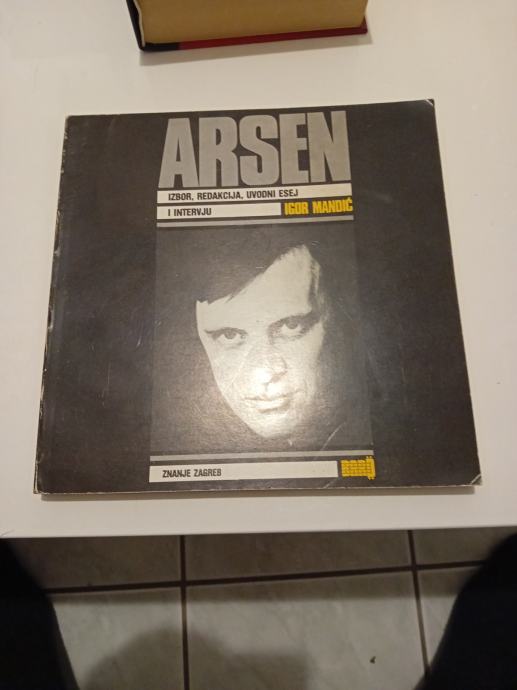 ARSEN
IZBOR, REDAKCIJA, UVODNI ESEJ
I INTERVJU IGOR MANDIĆ
ZNANJE ZAGREB